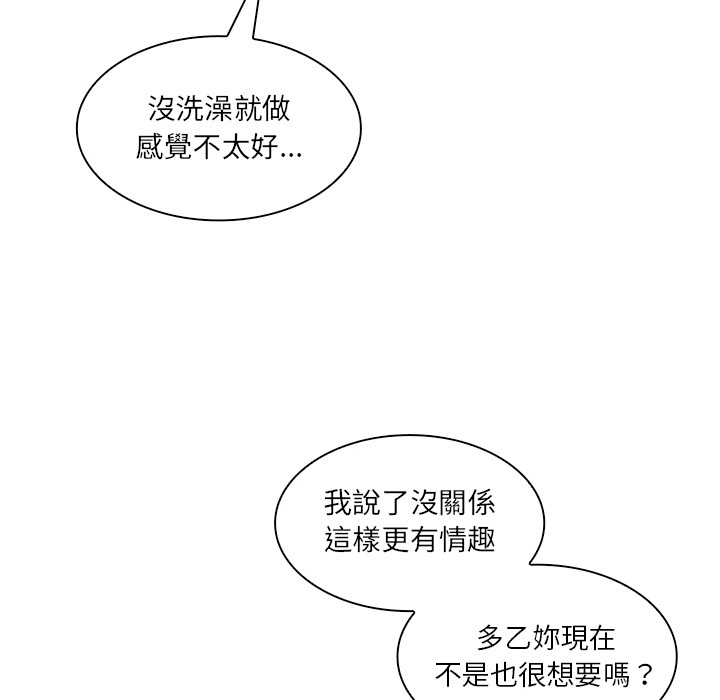 沒洗澡就做
感覺不太好...
我說了沒關係
這樣更有情趣
多乙妳現在
不是也很想要嗎？